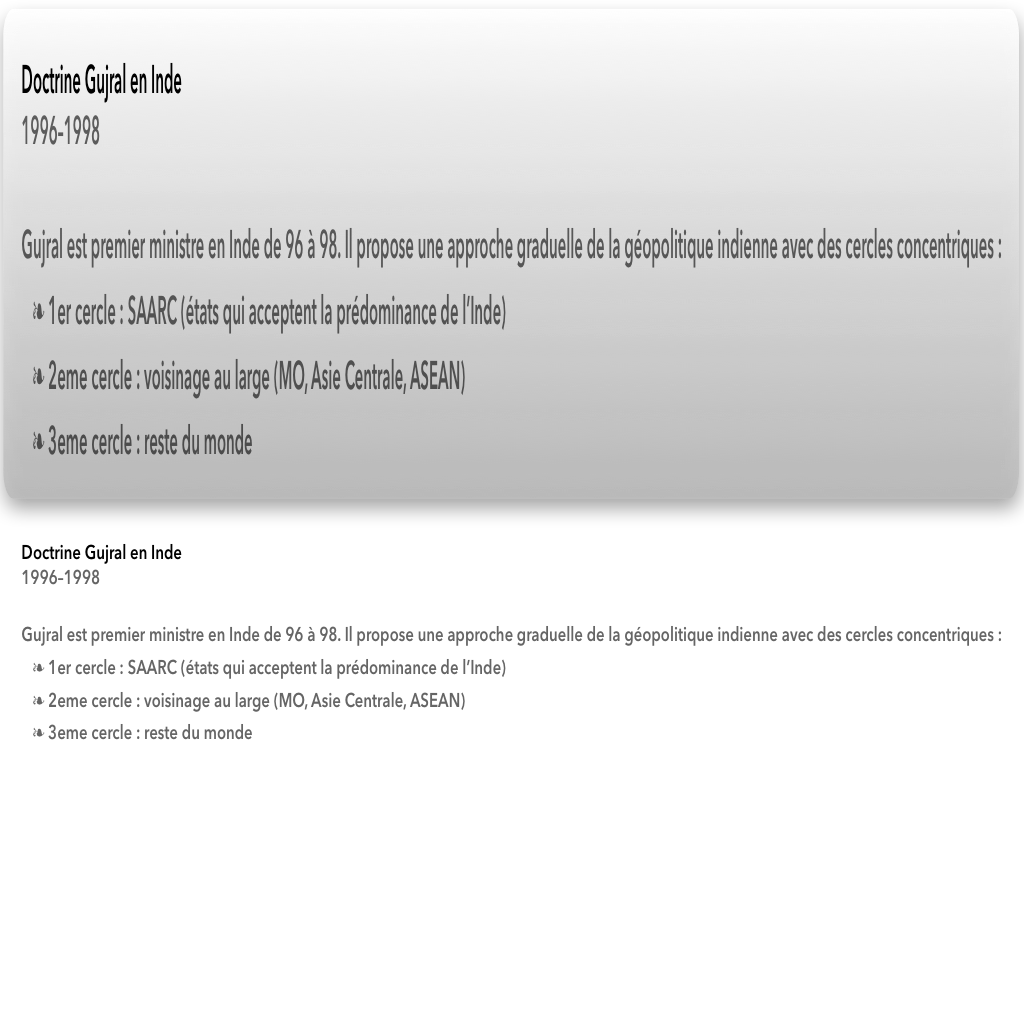 Doctrine Gujral en Inde
1996-1998
Gujral est premier ministre en Inde de 96 à 98. Il propose une approche graduelle de la géopolitique indienne avec des cercles concentriques :
❧ 1er cercle : SAARC (états qui acceptent la prédominance de l’Inde)
❧ 2eme cercle : voisinage au large (MO, Asie Centrale, ASEAN)
❧ 3eme cercle : reste du monde
Doctrine Gujral en Inde
1996-1998
Gujral est premier ministre en Inde de 96 à 98. Il propose une approche graduelle de la géopolitique indienne avec des cercles concentriques :
❧ 1er cercle : SAARC (états qui acceptent la prédominance de l’Inde)
❧ 2eme cercle : voisinage au large (MO, Asie Centrale, ASEAN)
❧ 3eme cercle : reste du monde